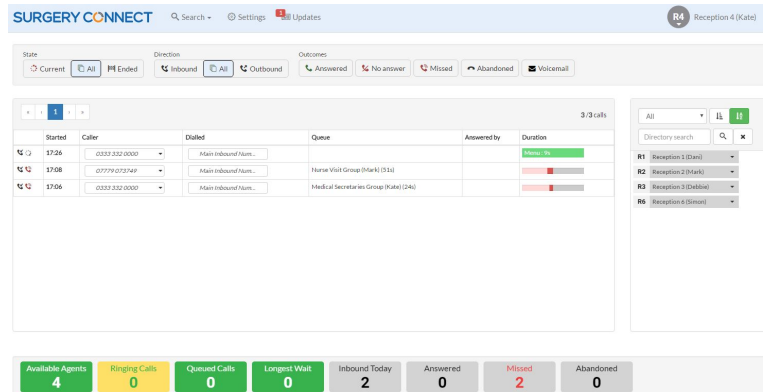 SURGERY CONNECT Search Settings 1 Updates R4 Reception 4 (Kate)
State Direction Outcomes
Current All Ended Inbound All Outbound Answered No answer Missed Abandoned Voicemail
« ‹ 1 › » 3/3 calls All
Started Caller Dialled Queue Answered by Duration Directory search
17:26 0333 332 0000 Main Inbound Num... Menu : 9s R1 Reception 1 (Dani)
17:08 07779 073749 Main Inbound Num... Nurse Visit Group (Mark) (51s) R2 Reception 2 (Mark)
17:06 0333 332 0000 Main Inbound Num... Medical Secretaries Group (Kate) (24s) R3 Reception 3 (Debbie)
R6 Reception 6 (Simon)
Available Agents Ringing Calls Queued Calls Longest Wait Inbound Today Answered Missed Abandoned
4 0 0 0 2 0 2 0